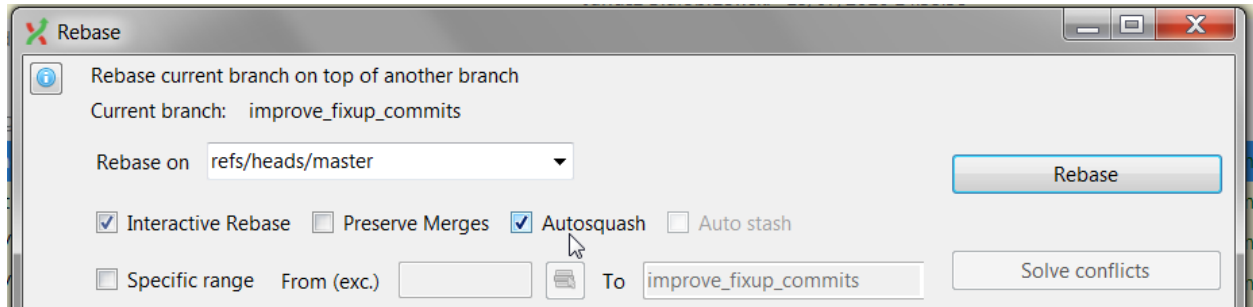 Rebase
Rebase current branch on top of another branch
Current branch: improve_fixup_commits
Rebase on refs/heads/master
Rebase
Interactive Rebase Preserve Merges Autosquash Auto stash
Specific range From (exc.) To improve_fixup_commits
Solve conflicts